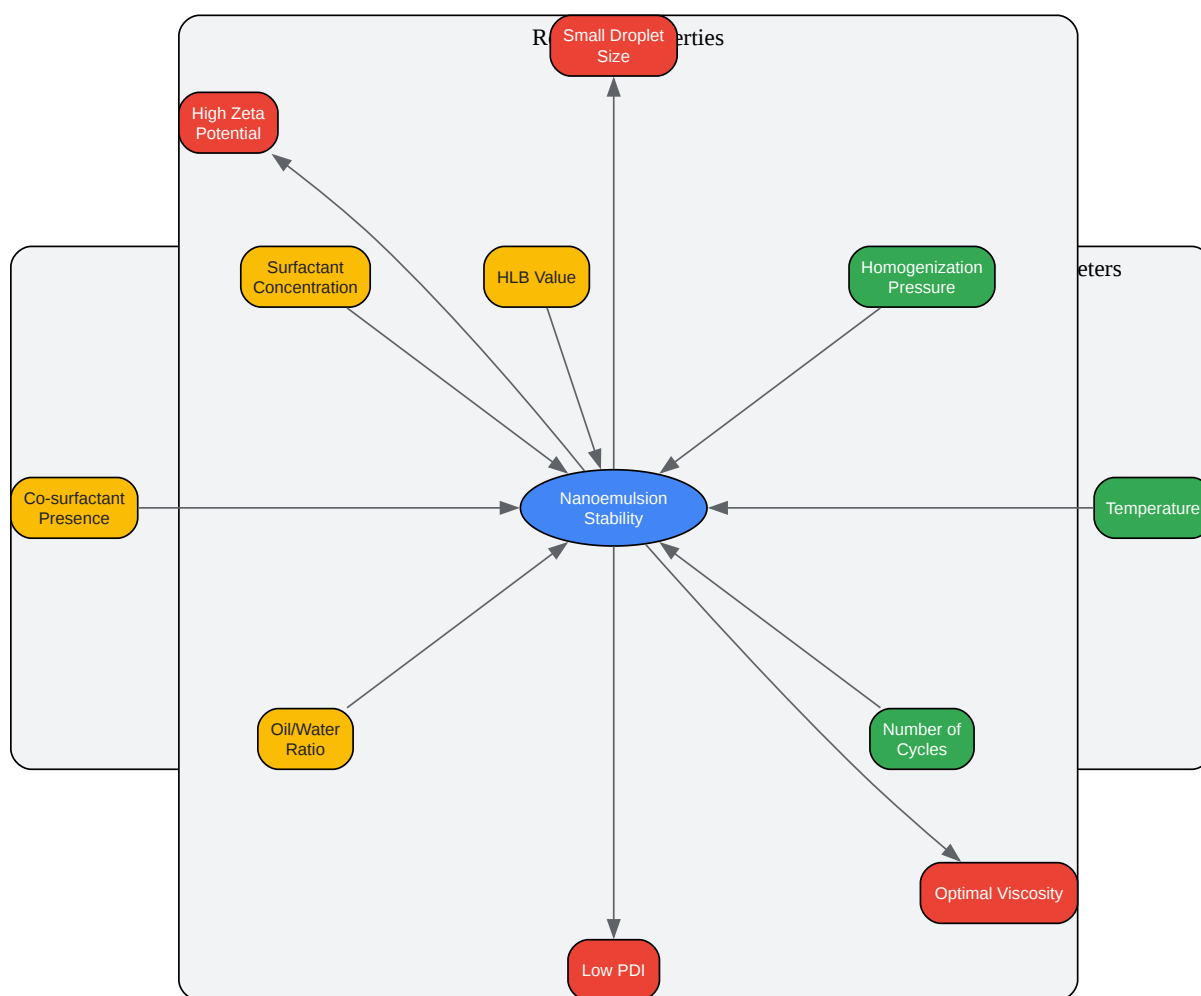 Small Droplet
Size
High Zeta
Potential
Surfactant
Concentration
HLB Value
Homogenization
Pressure
Co-surfactant
Presence
Nanoemulsion
Stability
Temperature
Oil/Water
Ratio
Number of
Cycles
Optimal Viscosity
Low PDI